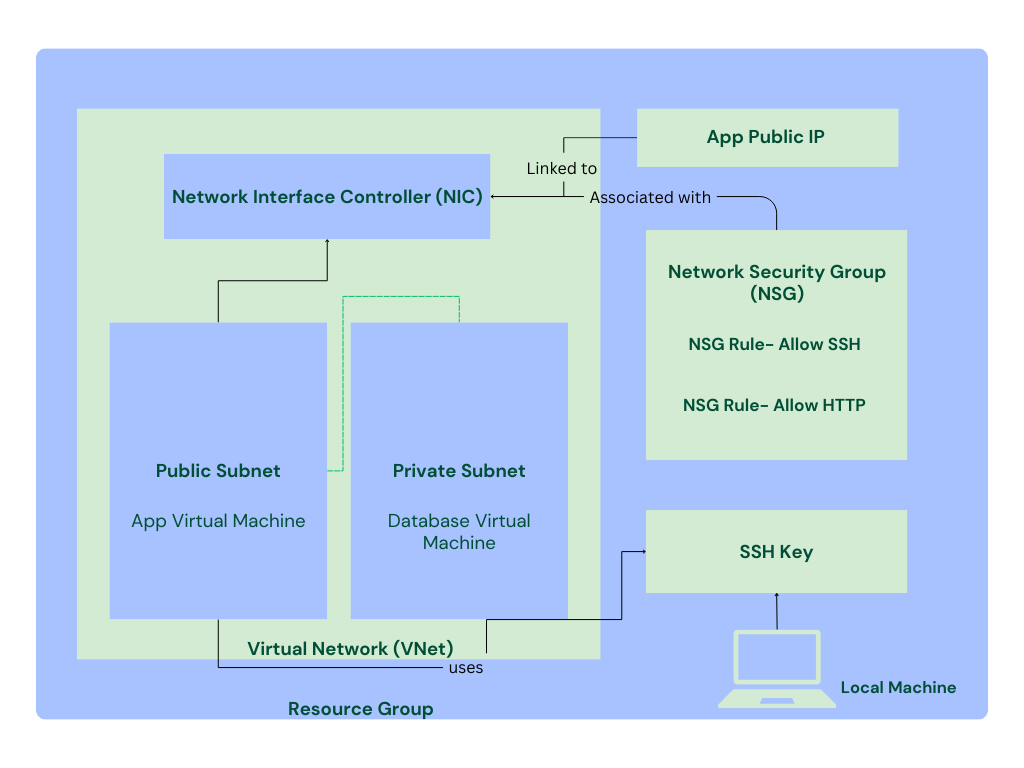 App Public IP
Linked to
Network Interface Controller (NIC)
Associated with
Network Security Group
(NSG)
NSG Rule- Allow SSH
NSG Rule- Allow HTTP
Public Subnet
App Virtual Machine
Private Subnet
Database Virtual
Machine
SSH Key
Virtual Network (VNet)
uses
Local Machine
Resource Group